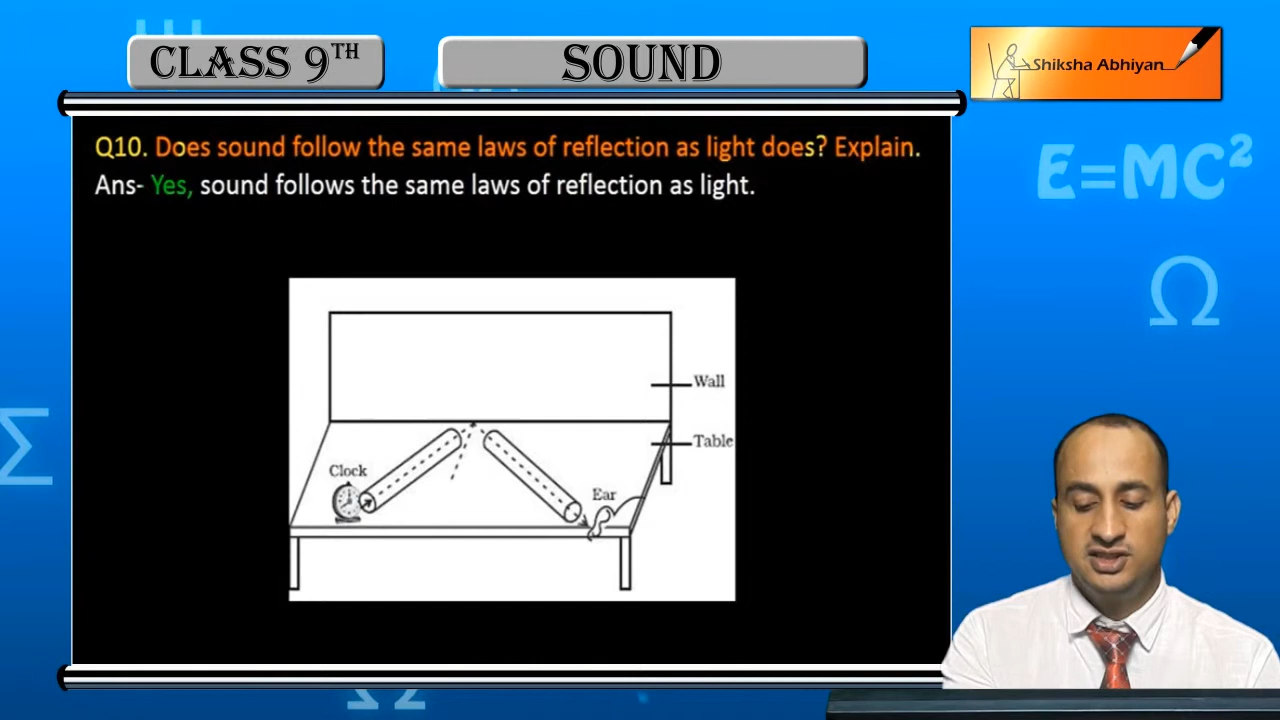 CLASS 9TH
SOUND
Shiksha Abhiyan
Q10. Does sound follow the same laws of reflection as light does? Explain.
Ans- Yes, sound follows the same laws of reflection as light.
E=MC²
Ω
Σ
Wall
Table
Clock
Ear
Ω